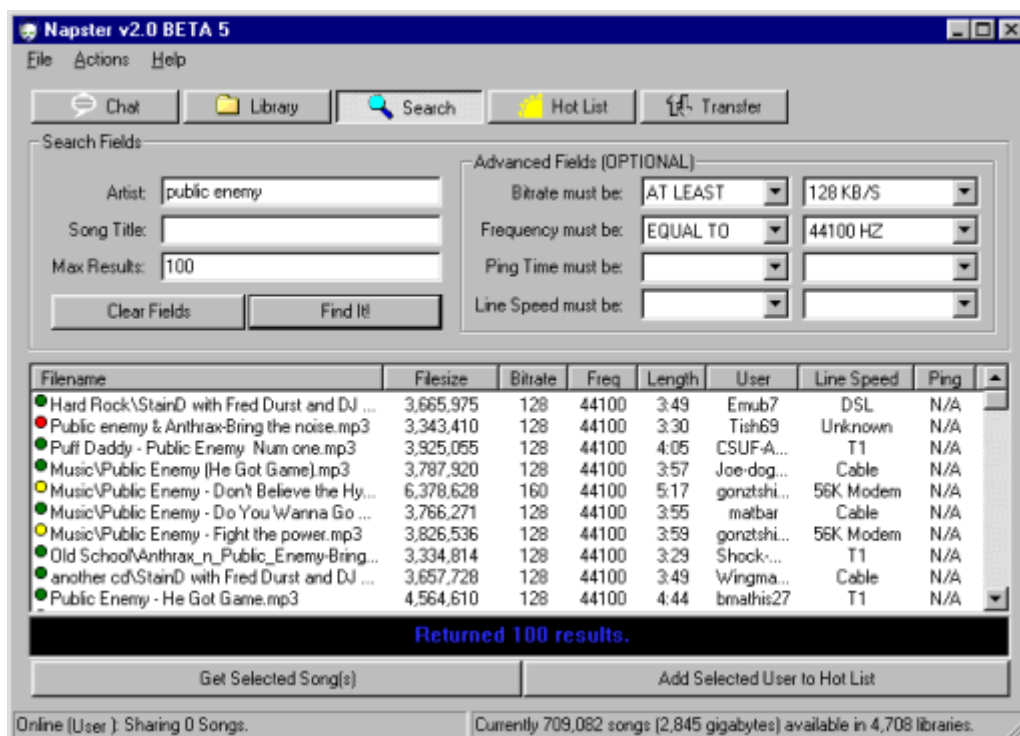 Napster v2.0 BETA 5
File Actions Help
Chat Library Search Hot List Transfer
Search Fields
Advanced Fields (OPTIONAL)
Artist: public enemy Bitrate must be: AT LEAST 128 KB/S
Song Title: Frequency must be: EQUAL TO 44100 HZ
Max Results: 100 Ping Time must be:
Clear Fields Find It! Line Speed must be:
Filename Filesize Bitrate Freq Length User Line Speed Ping
Hard Rock\StainD with Fred Durst and DJ ... 3,665,975 128 44100 3:49 Emub7 DSL N/A
Public enemy & Anthrax-Bring the noise.mp3 3,343,410 128 44100 3:30 Tish69 Unknown N/A
Puff Daddy - Public Enemy Num one.mp3 3,925,055 128 44100 4:05 CSUF-A... T1 N/A
Music\Public Enemy (He Got Game).mp3 3,787,920 128 44100 3:57 Joe-dog... Cable N/A
Music\Public Enemy - Don't Believe the Hy... 6,378,628 160 44100 5:17 gonztshi... 56K Modem N/A
Music\Public Enemy - Do You Wanna Go ... 3,766,271 128 44100 3:55 matbar Cable N/A
Music\Public Enemy - Fight the power.mp3 3,826,536 128 44100 3:59 gonztshi... 56K Modem N/A
Old School\Anthrax_n_Public_Enemy-Bring... 3,334,814 128 44100 3:29 Shock-... T1 N/A
another cd\StainD with Fred Durst and DJ ... 3,657,728 128 44100 3:49 Wingma... Cable N/A
Public Enemy - He Got Game.mp3 4,564,610 128 44100 4:44 bmathis27 T1 N/A
Returned 100 results.
Get Selected Song(s) Add Selected User to Hot List
Online (User ): Sharing 0 Songs. Currently 709,082 songs (2,845 gigabytes) available in 4,708 libraries.